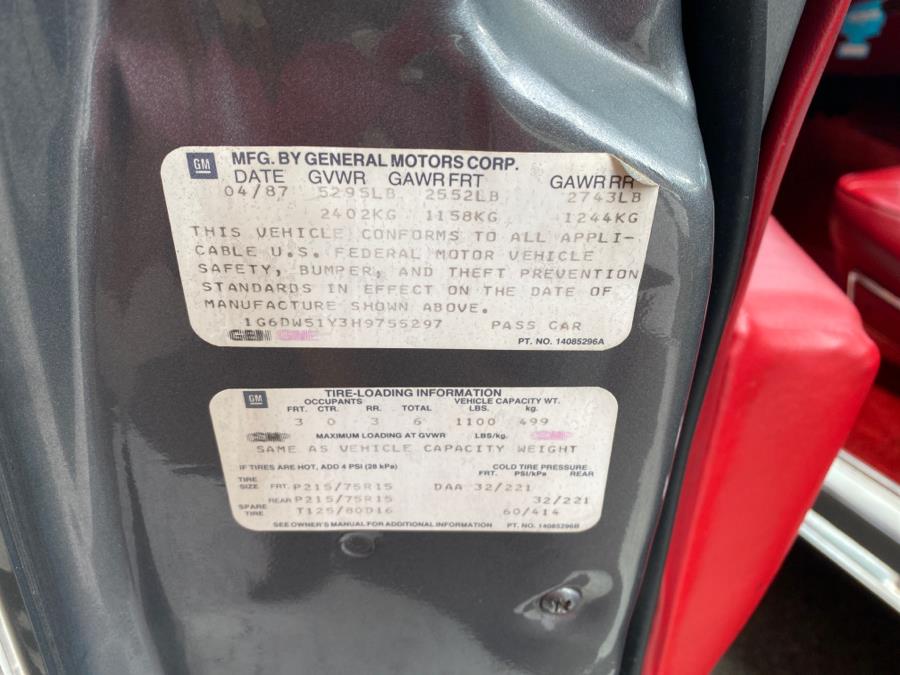 GM MFG. BY GENERAL MOTORS CORP.
DATE GVWR GAWR FRT GAWR RR
04/87 5295LB 2552LB 2743LB
2402KG 1158KG 1244KG
THIS VEHICLE CONFORMS TO ALL APPLI-
CABLE U.S. FEDERAL MOTOR VEHICLE
SAFETY, BUMPER, AND THEFT PREVENTION
STANDARDS IN EFFECT ON THE DATE OF
MANUFACTURE SHOWN ABOVE.
1G6DW51Y3H9755297 PASS CAR
PT. NO. 14085296A
GM TIRE-LOADING INFORMATION
OCCUPANTS VEHICLE CAPACITY WT.
FRT. CTR. RR. TOTAL LBS. kg.
3 0 3 6 1100 499
MAXIMUM LOADING AT GVWR LBS/kg.
SAME AS VEHICLE CAPACITY WEIGHT
IF TIRES ARE HOT, ADD 4 PSI (28 kPa) COLD TIRE PRESSURE
FRT. PSI/kPa REAR
TIRE SIZE FRT. P215/75R15 DAA 32/221
REAR P215/75R15 32/221
SPARE TIRE T125/80D16 60/414
SEE OWNER'S MANUAL FOR ADDITIONAL INFORMATION PT. NO. 14085296B